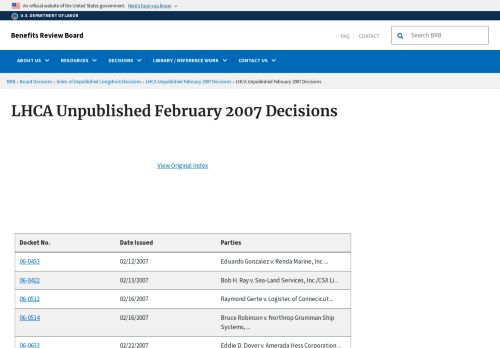 An official website of the United States government. Here's how you know
U.S. DEPARTMENT OF LABOR
Benefits Review Board
FAQ CONTACT
Search BRB
ABOUT US RESOURCES DECISIONS LIBRARY / REFERENCE WORK CONTACT US
BRB › Board Decisions › Index of Unpublished Longshore Decisions › LHCA Unpublished February 2007 Decisions › LHCA Unpublished February 2007 Decisions
LHCA Unpublished February 2007 Decisions
View Original Index
Docket No. Date Issued Parties
06-0433 02/12/2007 Eduardo Gonzalez v. Renda Marine, Inc. ...
06-0422 02/13/2007 Bob H. Ray v. Sea-Land Services, Inc./CSX Li ...
06-0512 02/16/2007 Raymond Gerte v. Logistec of Connecticut ...
06-0514 02/16/2007 Bruce Robinson v. Northrop Grumman Ship
Systems, ...
06-0633 02/22/2007 Eddie D. Dover v. Amerada Hess Corporation ...